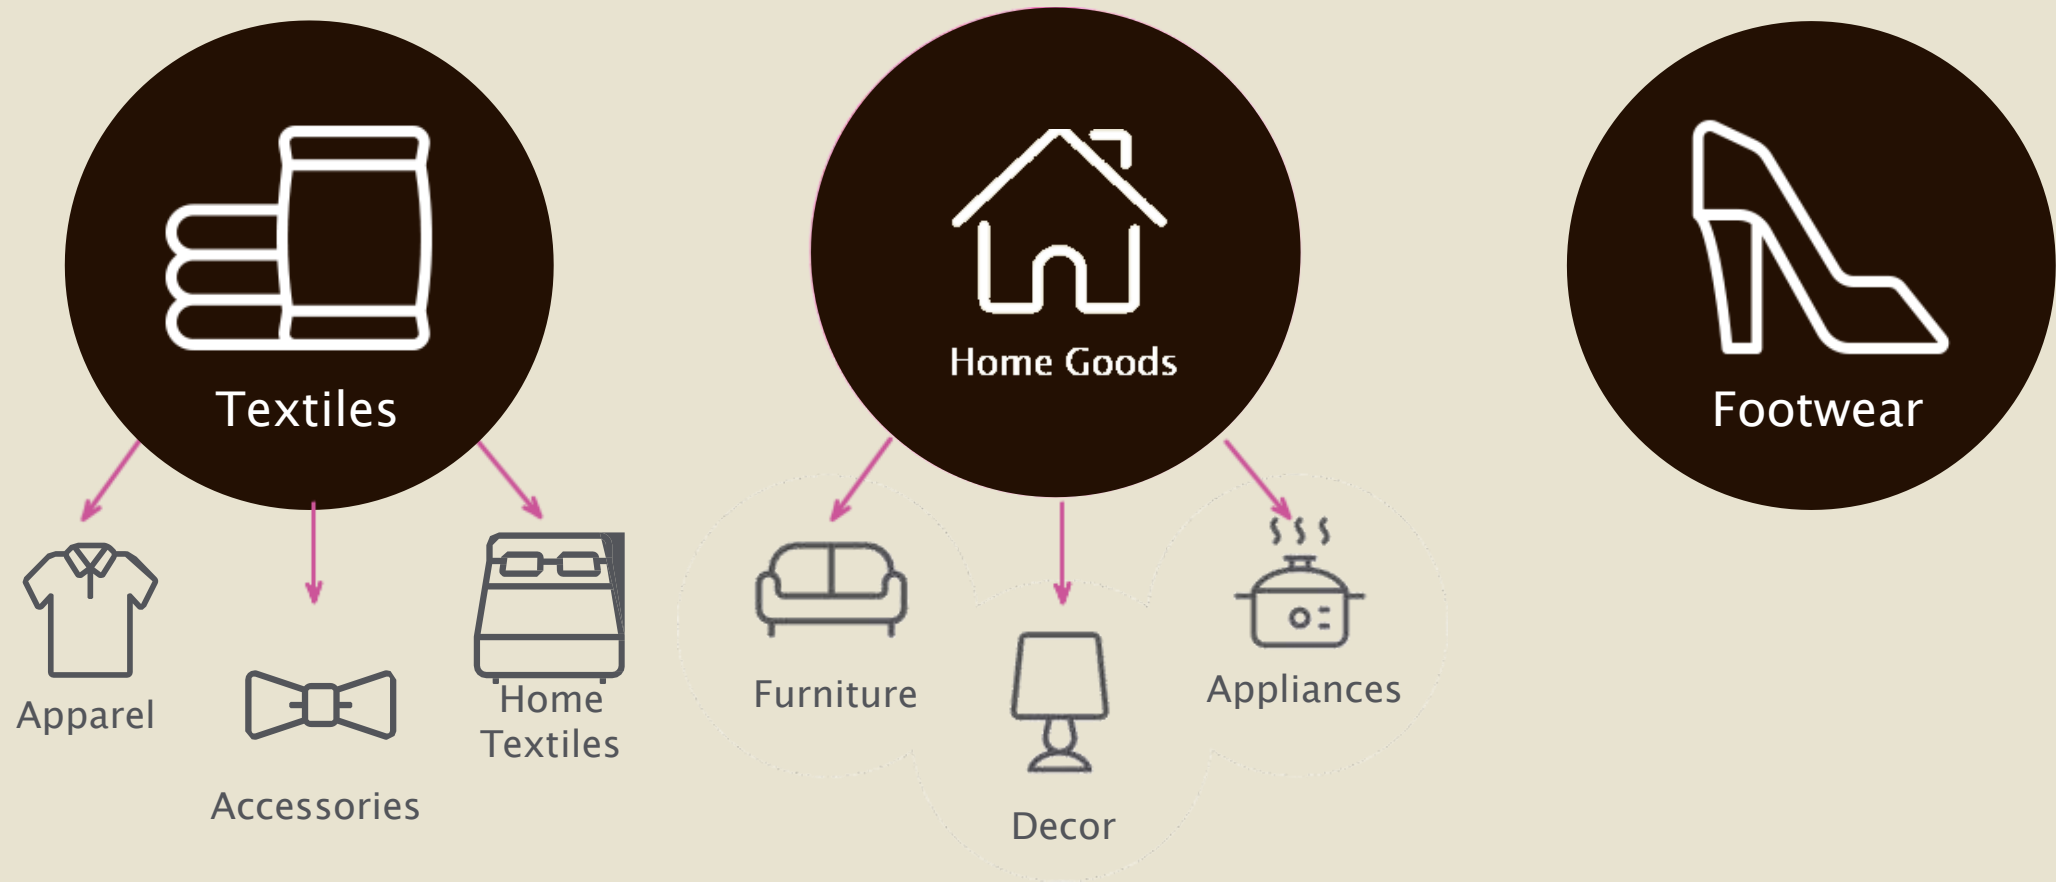 Textiles
Home Goods
Footwear
Apparel
Accessories
Home
Textiles
Furniture
Decor
Appliances